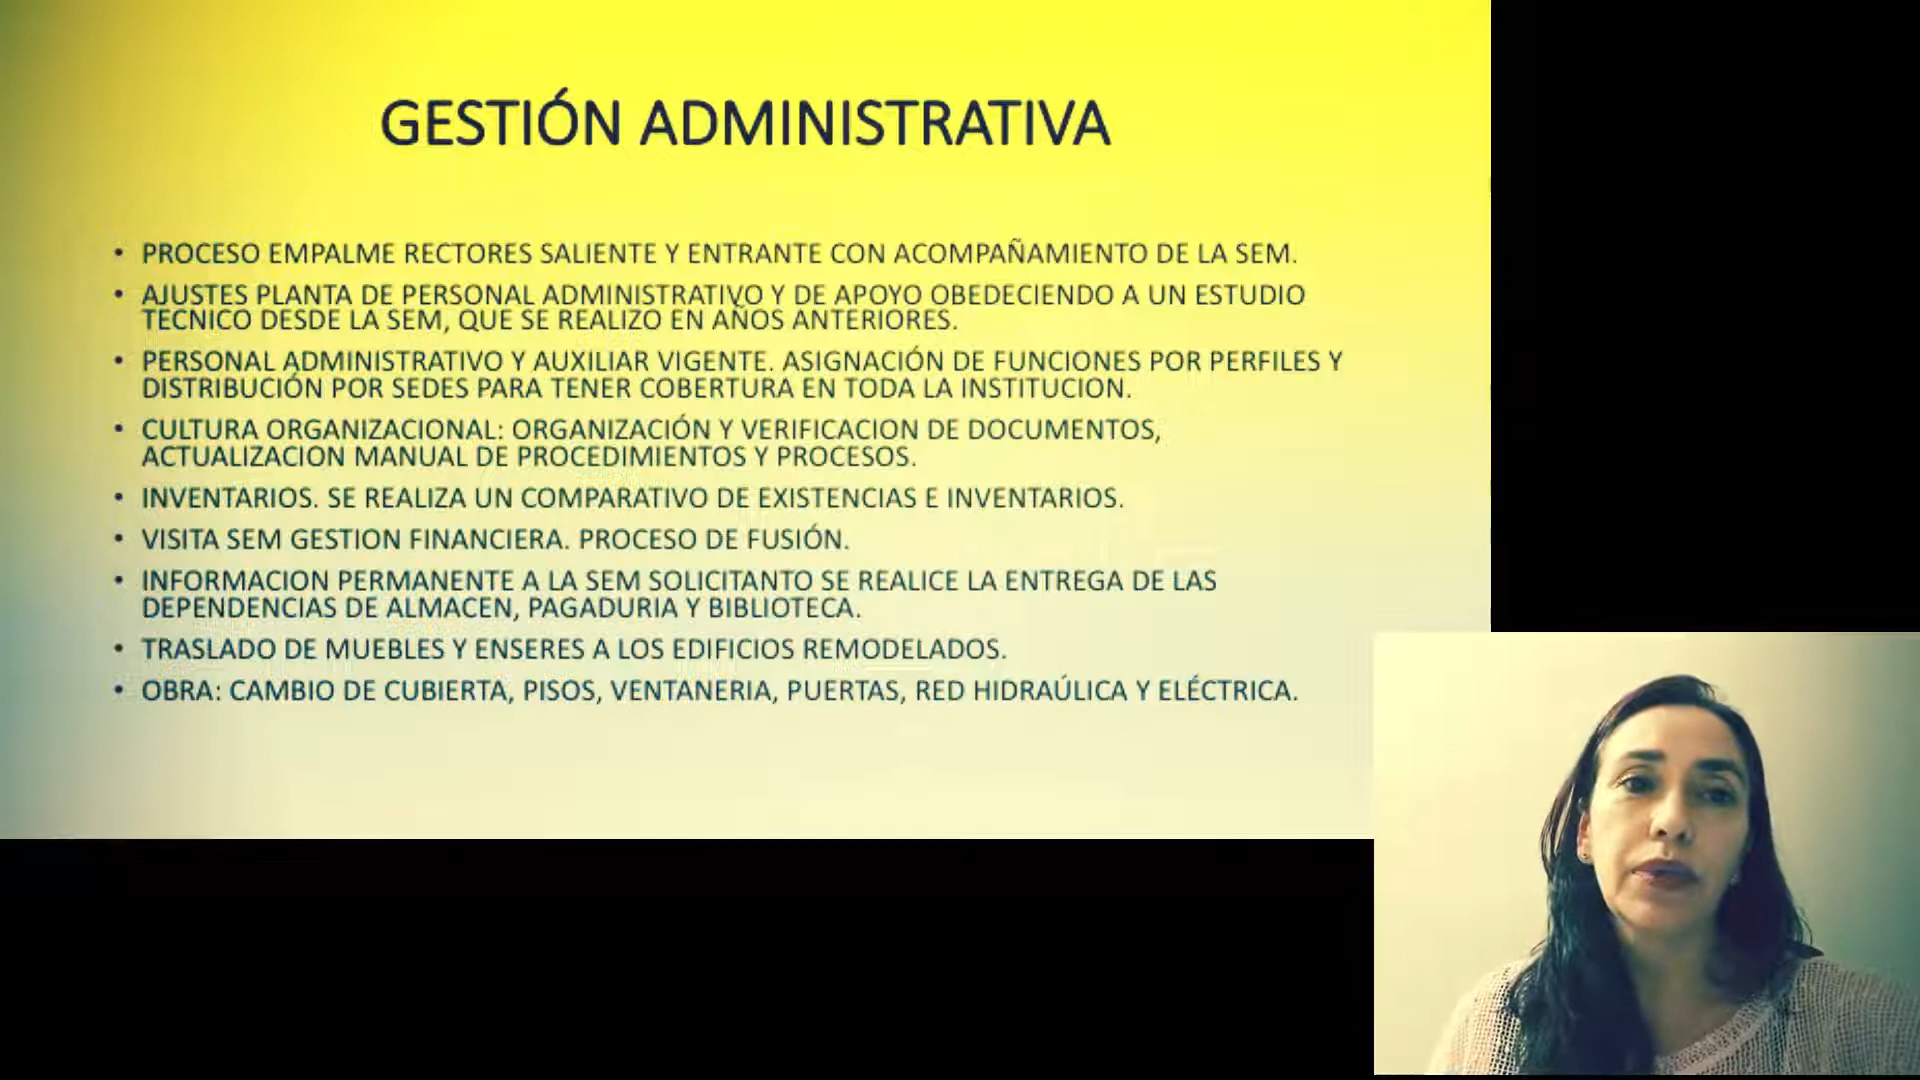 GESTIÓN ADMINISTRATIVA
• PROCESO EMPALME RECTORES SALIENTE Y ENTRANTE CON ACOMPAÑAMIENTO DE LA SEM.
• AJUSTES PLANTA DE PERSONAL ADMINISTRATIVO Y DE APOYO OBEDECIENDO A UN ESTUDIO
TECNICO DESDE LA SEM, QUE SE REALIZO EN AÑOS ANTERIORES.
• PERSONAL ADMINISTRATIVO Y AUXILIAR VIGENTE. ASIGNACIÓN DE FUNCIONES POR PERFILES Y
DISTRIBUCIÓN POR SEDES PARA TENER COBERTURA EN TODA LA INSTITUCION.
• CULTURA ORGANIZACIONAL: ORGANIZACIÓN Y VERIFICACION DE DOCUMENTOS,
ACTUALIZACION MANUAL DE PROCEDIMIENTOS Y PROCESOS.
• INVENTARIOS. SE REALIZA UN COMPARATIVO DE EXISTENCIAS E INVENTARIOS.
• VISITA SEM GESTION FINANCIERA. PROCESO DE FUSIÓN.
• INFORMACION PERMANENTE A LA SEM SOLICITANTO SE REALICE LA ENTREGA DE LAS
DEPENDENCIAS DE ALMACEN, PAGADURIA Y BIBLIOTECA.
• TRASLADO DE MUEBLES Y ENSERES A LOS EDIFICIOS REMODELADOS.
• OBRA: CAMBIO DE CUBIERTA, PISOS, VENTANERIA, PUERTAS, RED HIDRAÚLICA Y ELÉCTRICA.